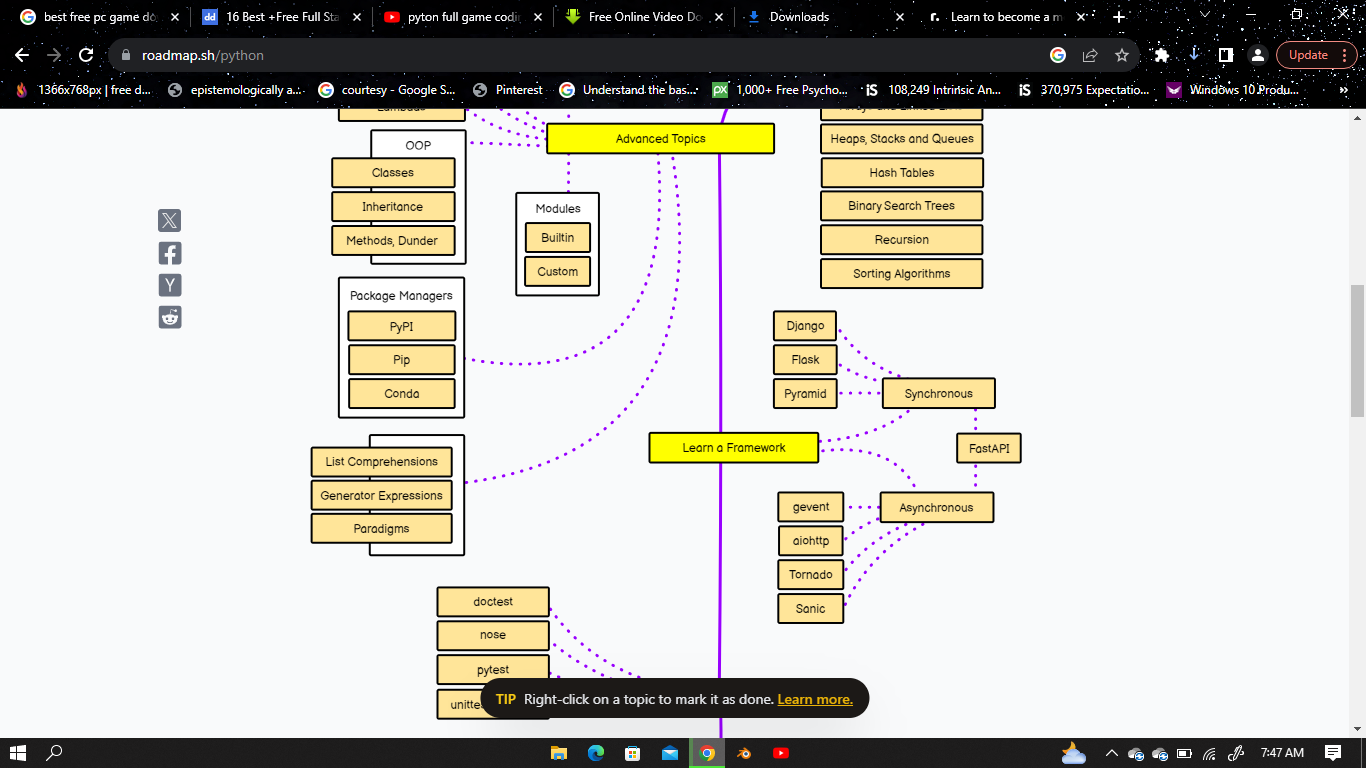 best free pc game do
16 Best +Free Full Sta
pyton full game codi
Free Online Video Do
Downloads
Learn to become a m
roadmap.sh/python
Update
1366x768px | free d...
epistemologically a...
courtesy - Google S...
Pinterest
Understand the bas...
1,000+ Free Psycho...
108,249 Intrinsic An...
370,975 Expectatio...
Windows 10 Produ...
Lambdas
OOP
Classes
Inheritance
Methods, Dunder
Advanced Topics
Modules
Builtin
Custom
Heaps, Stacks and Queues
Hash Tables
Binary Search Trees
Recursion
Sorting Algorithms
Package Managers
PyPI
Pip
Conda
Django
Flask
Pyramid
Synchronous
Learn a Framework
FastAPI
List Comprehensions
Generator Expressions
Paradigms
gevent
aiohttp
Tornado
Sanic
Asynchronous
doctest
nose
pytest
unitte
TIP Right-click on a topic to mark it as done. Learn more.
7:47 AM